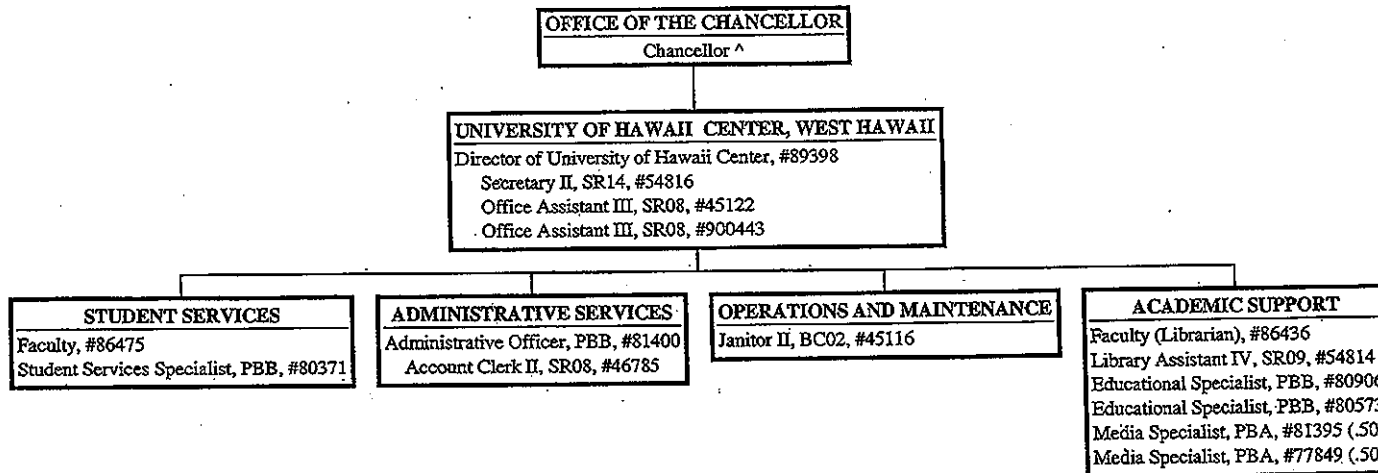 OFFICE OF THE CHANCELLOR
Chancellor ^
UNIVERSITY OF HAWAII CENTER, WEST HAWAII
Director of University of Hawaii Center, #89398
Secretary II, SR14, #54816
Office Assistant III, SR08, #45122
Office Assistant III, SR08, #900443
STUDENT SERVICES
Faculty, #86475
Student Services Specialist, PBB, #80371
ADMINISTRATIVE SERVICES
Administrative Officer, PBB, #81400
Account Clerk II, SR08, #46785
OPERATIONS AND MAINTENANCE
Janitor II, BC02, #45116
ACADEMIC SUPPORT
Faculty (Librarian), #86436
Library Assistant IV, SR09, #54814
Educational Specialist, PBB, #80906
Educational Specialist, PBB, #80573
Media Specialist, PBA, #81395 (.50
Media Specialist, PBA, #77849 (.50